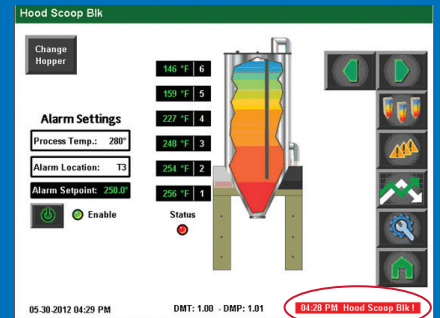 Hood Scoop Blk
Change
Hopper
146 °F 6
159 °F 5
227 °F 4
248 °F 3
254 °F 2
256 °F 1
Alarm Settings
Process Temp.: 280°
Alarm Location: T3
Alarm Setpoint: 250.0°
Enable
Status
05-30-2012 04:29 PM
DMT: 1.00 - DMP: 1.01
04:28 PM Hood Scoop Blk !